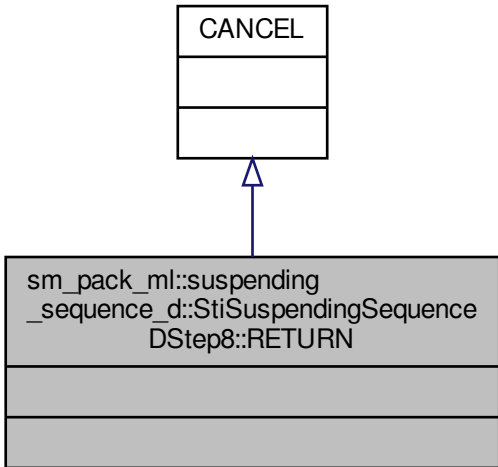 CANCEL
sm_pack_ml::suspending
_sequence_d::StiSuspendingSequence
DStep8::RETURN